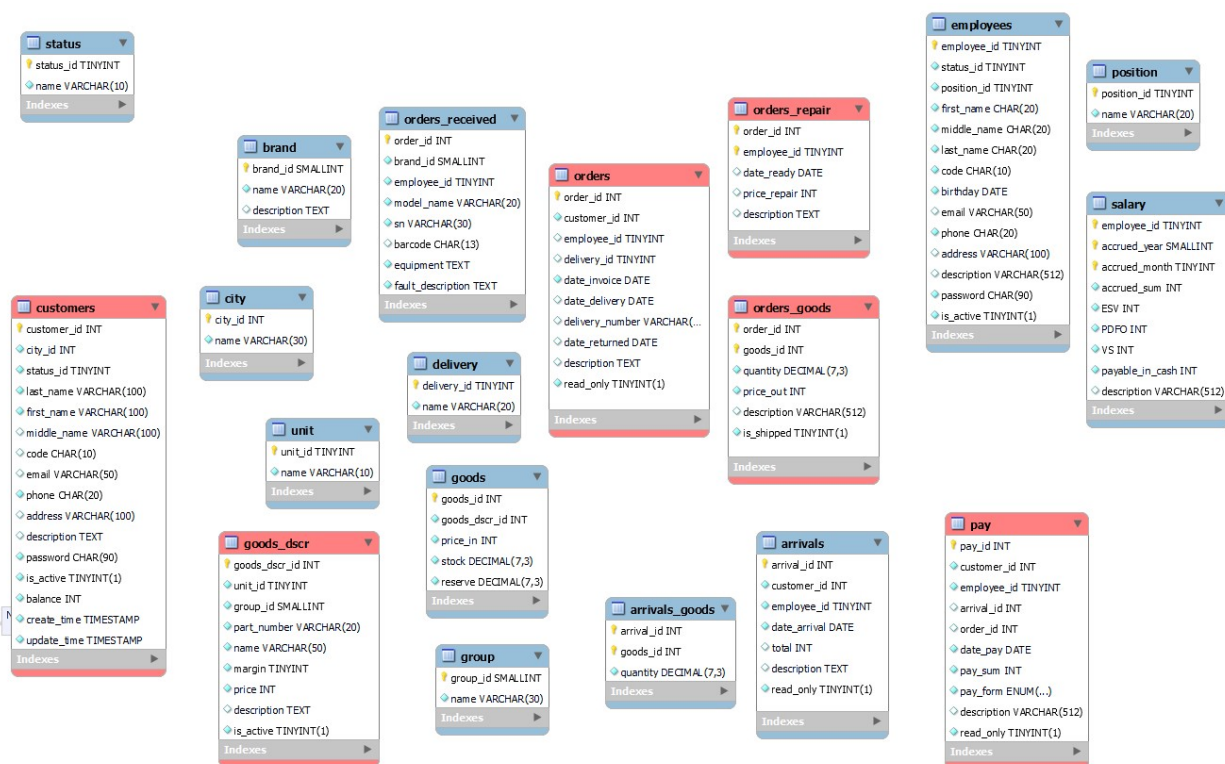 status
status_id TINYINT
name VARCHAR(10)
Indexes
brand
brand_id SMALLINT
name VARCHAR(20)
description TEXT
Indexes
orders_received
order_id INT
brand_id SMALLINT
employee_id TINYINT
model_name VARCHAR(20)
sn VARCHAR(30)
barcode CHAR(13)
equipment TEXT
fault_description TEXT
Indexes
orders
order_id INT
customer_id INT
employee_id TINYINT
delivery_id TINYINT
date_invoice DATE
date_delivery DATE
delivery_number VARCHAR(...
date_returned DATE
description TEXT
read_only TINYINT(1)
Indexes
orders_repair
order_id INT
employee_id TINYINT
date_ready DATE
price_repair INT
description TEXT
Indexes
employees
employee_id TINYINT
status_id TINYINT
position_id TINYINT
first_name CHAR(20)
middle_name CHAR(20)
last_name CHAR(20)
code CHAR(10)
birthday DATE
email VARCHAR(50)
phone CHAR(20)
address VARCHAR(100)
description VARCHAR(512)
password CHAR(90)
is_active TINYINT(1)
Indexes
position
position_id TINYINT
name VARCHAR(20)
Indexes
salary
employee_id TINYINT
accrued_year SMALLINT
accrued_month TINYINT
accrued_sum INT
ESV INT
PDFO INT
VS INT
payable_in_cash INT
description VARCHAR(512)
Indexes
customers
customer_id INT
city_id INT
status_id TINYINT
last_name VARCHAR(100)
first_name VARCHAR(100)
middle_name VARCHAR(100)
code CHAR(10)
email VARCHAR(50)
phone CHAR(20)
address VARCHAR(100)
description TEXT
password CHAR(90)
is_active TINYINT(1)
balance INT
create_time TIMESTAMP
update_time TIMESTAMP
Indexes
city
city_id INT
name VARCHAR(30)
Indexes
delivery
delivery_id TINYINT
name VARCHAR(20)
Indexes
orders_goods
order_id INT
goods_id INT
quantity DECIMAL(7,3)
price_out INT
description VARCHAR(512)
is_shipped TINYINT(1)
Indexes
unit
unit_id TINYINT
name VARCHAR(10)
Indexes
goods
goods_id INT
goods_dscr_id INT
price_in INT
stock DECIMAL(7,3)
reserve DECIMAL(7,3)
Indexes
goods_dscr
goods_dscr_id INT
unit_id TINYINT
group_id SMALLINT
part_number VARCHAR(20)
name VARCHAR(50)
margin TINYINT
price INT
description TEXT
is_active TINYINT(1)
Indexes
group
group_id SMALLINT
name VARCHAR(30)
Indexes
arrivals_goods
arrival_id INT
goods_id INT
quantity DECIMAL(7,3)
Indexes
arrivals
arrival_id INT
customer_id INT
employee_id TINYINT
date_arrival DATE
total INT
description TEXT
read_only TINYINT(1)
Indexes
pay
pay_id INT
customer_id INT
employee_id TINYINT
arrival_id INT
order_id INT
date_pay DATE
pay_sum INT
pay_form ENUM(...)
description VARCHAR(512)
read_only TINYINT(1)
Indexes